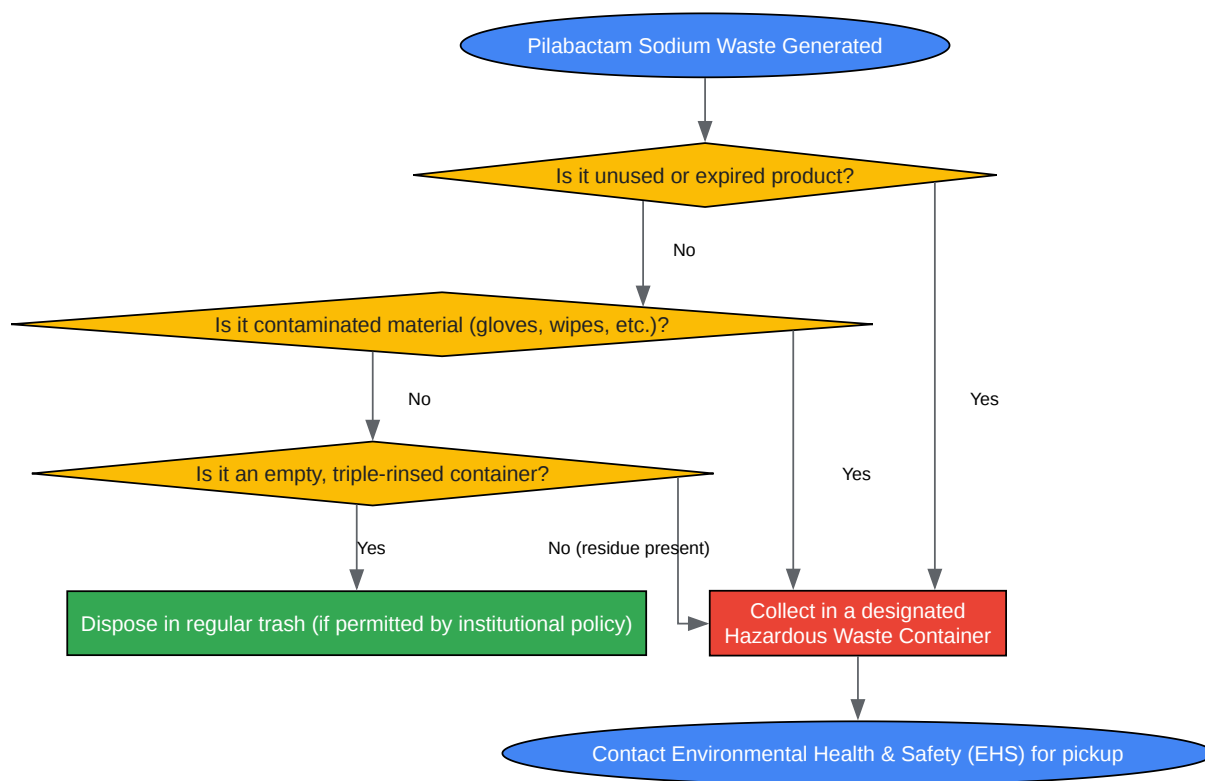 Pilabactam Sodium Waste Generated
Is it unused or expired product?
No
Is it contaminated material (gloves, wipes, etc.)?
No
Yes
Is it an empty, triple-rinsed container?
Yes
Yes
No (residue present)
Dispose in regular trash (if permitted by institutional policy)
Collect in a designated
Hazardous Waste Container
Contact Environmental Health & Safety (EHS) for pickup